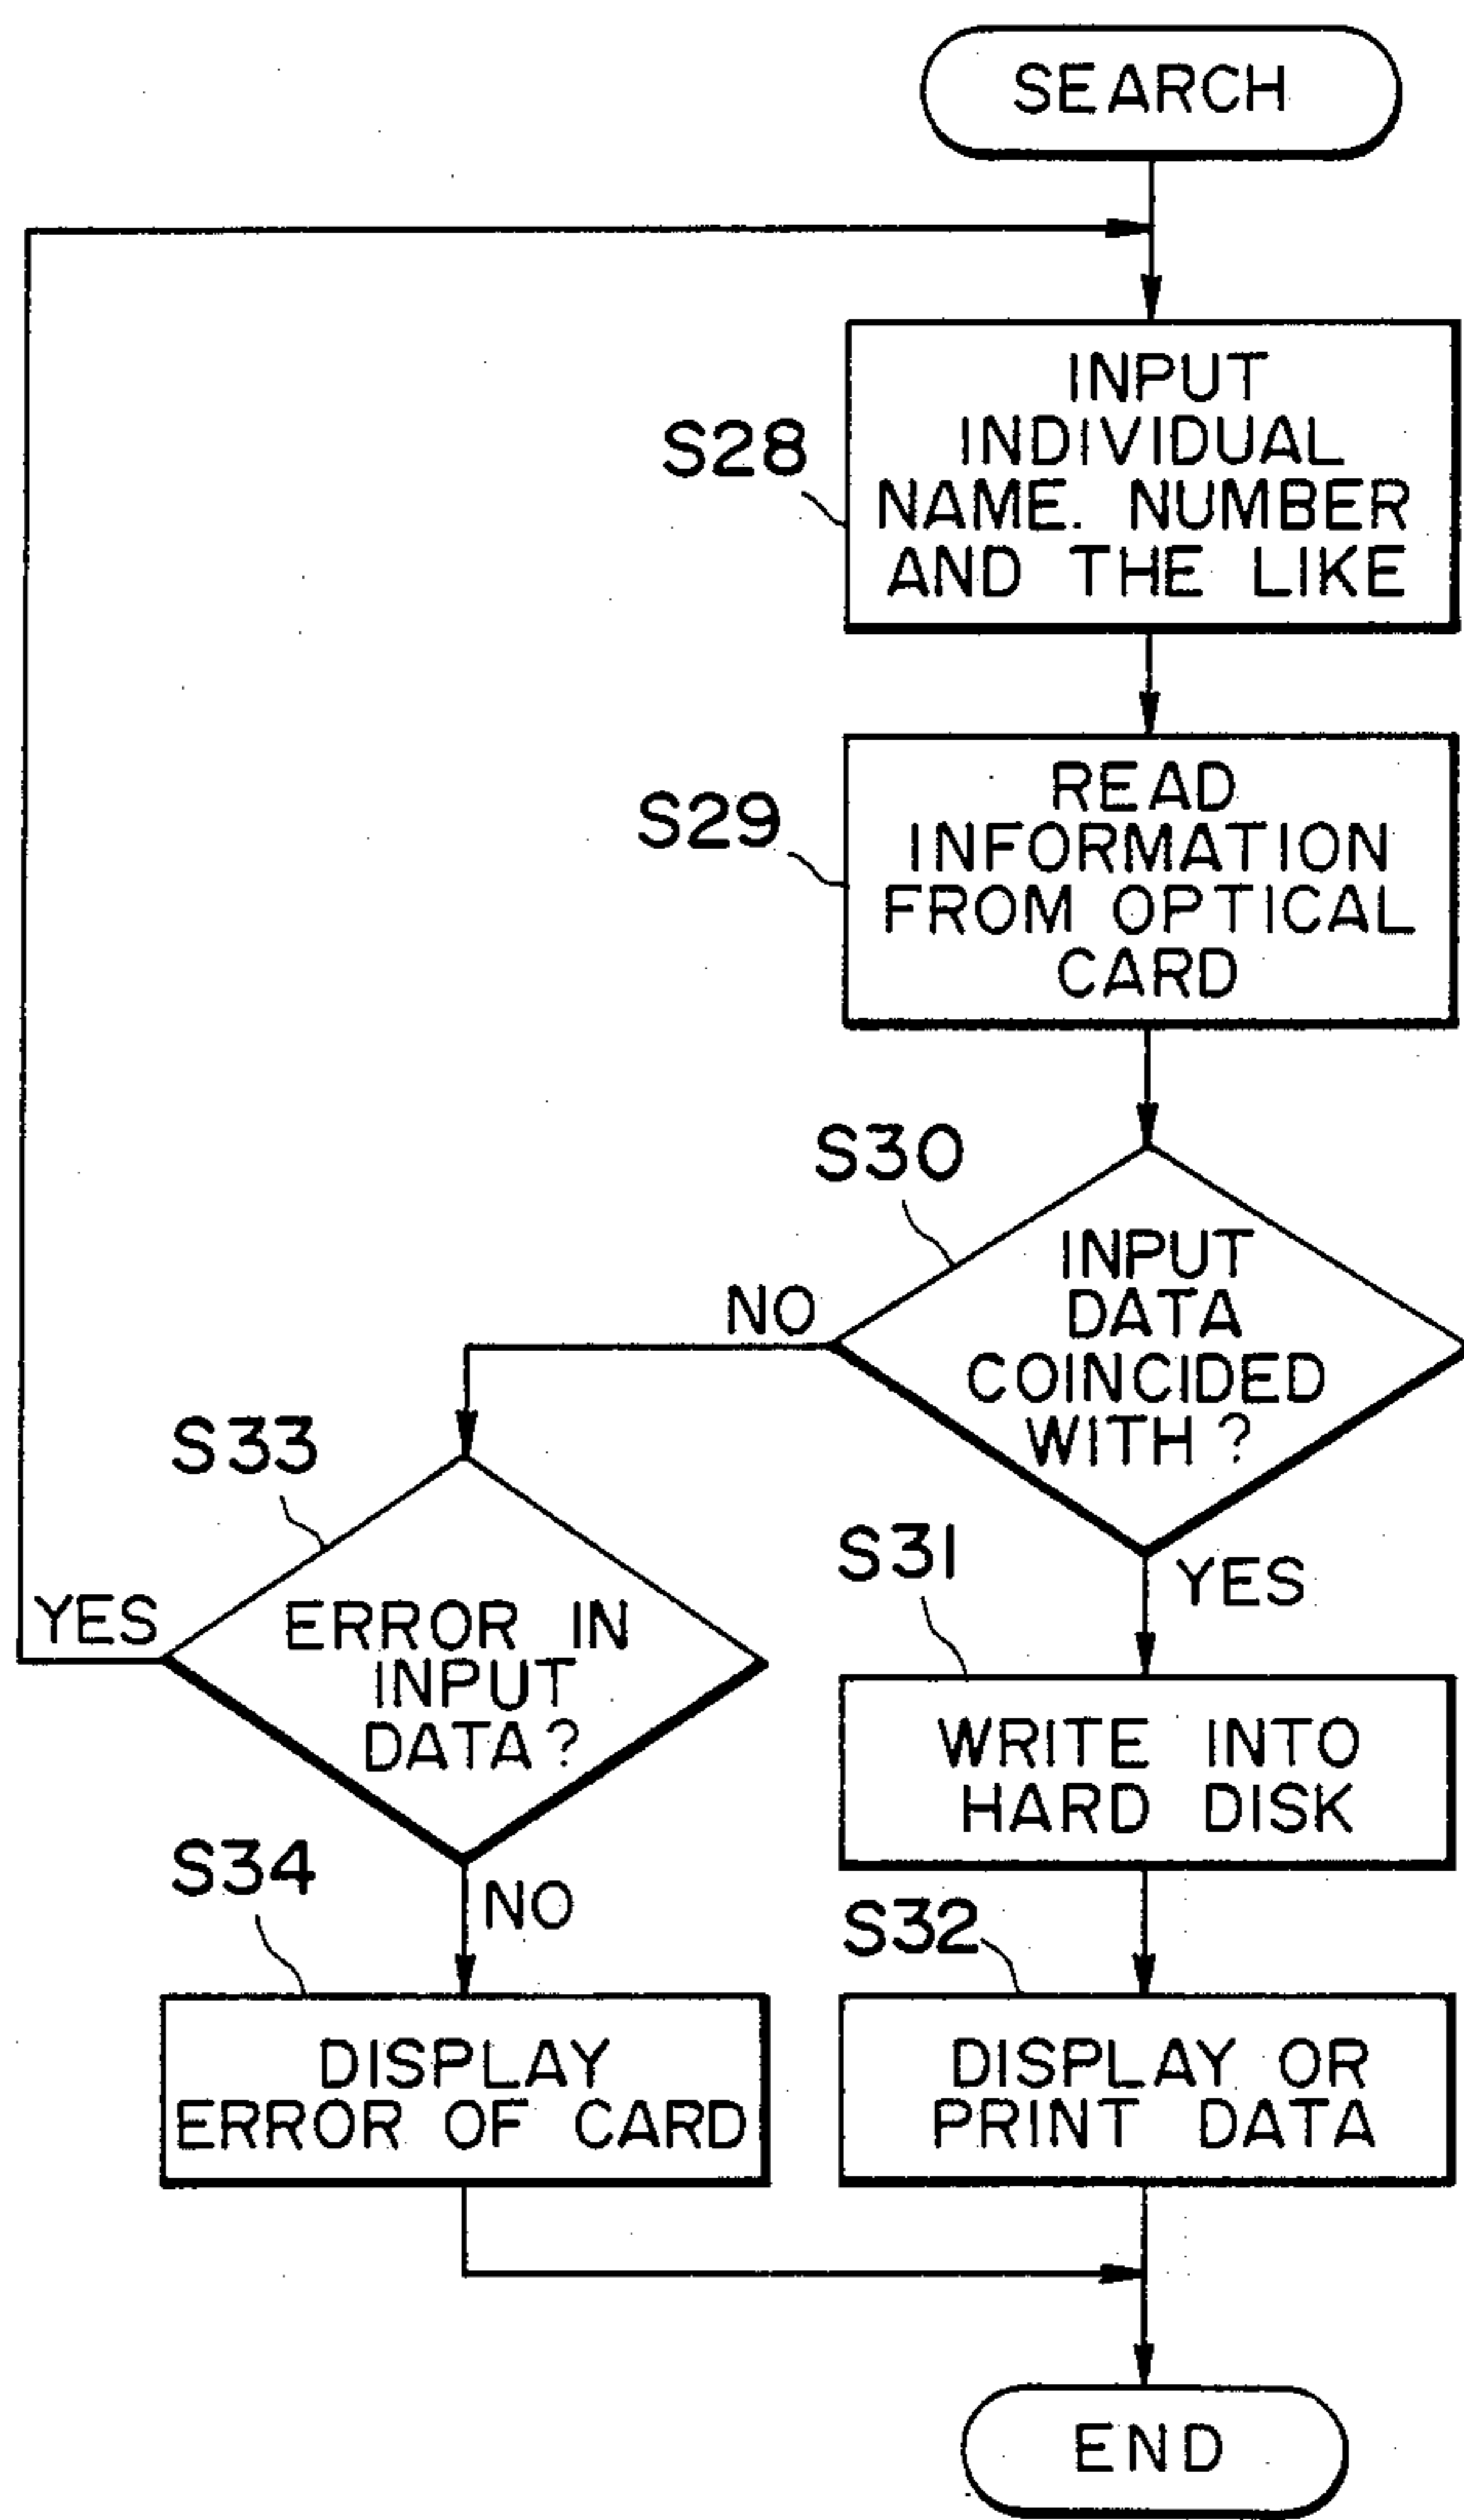 SEARCH
S28
INPUT
INDIVIDUAL
NAME. NUMBER
AND THE LIKE
S29
READ
INFORMATION
FROM OPTICAL
CARD
S30
INPUT
DATA
COINCIDED
WITH ?
NO
YES
S33
ERROR IN
INPUT
DATA ?
YES
NO
S31
WRITE INTO
HARD DISK
S34
DISPLAY
ERROR OF CARD
S32
DISPLAY OR
PRINT DATA
END